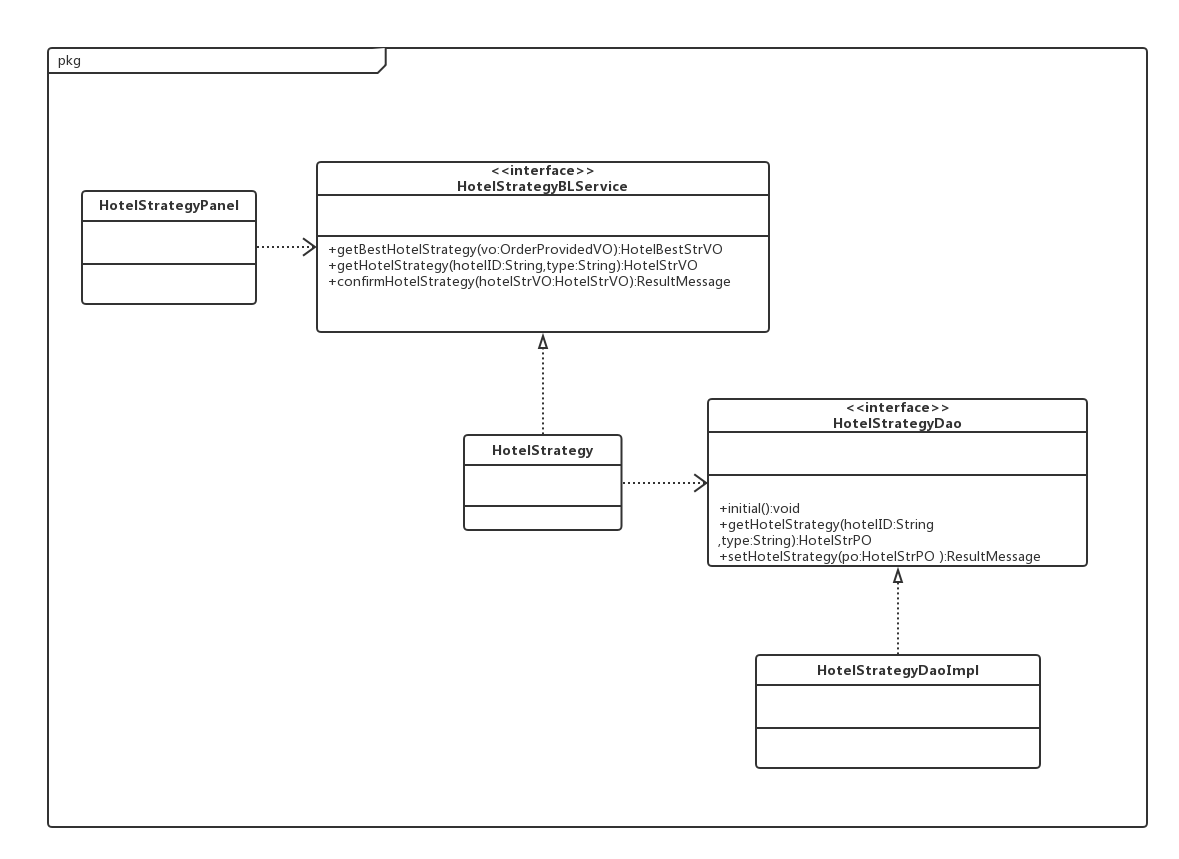 pkg
HotelStrategyPanel
<<interface>>
HotelStrategyBLService
+getBestHotelStrategy(vo:OrderProvidedVO):HotelBestStrVO
+getHotelStrategy(hotelID:String,type:String):HotelStrVO
+confirmHotelStrategy(hotelStrVO:HotelStrVO):ResultMessage
HotelStrategy
<<interface>>
HotelStrategyDao
+initial():void
+getHotelStrategy(hotelID:String
,type:String):HotelStrPO
+setHotelStrategy(po:HotelStrPO ):ResultMessage
HotelStrategyDaoImpl